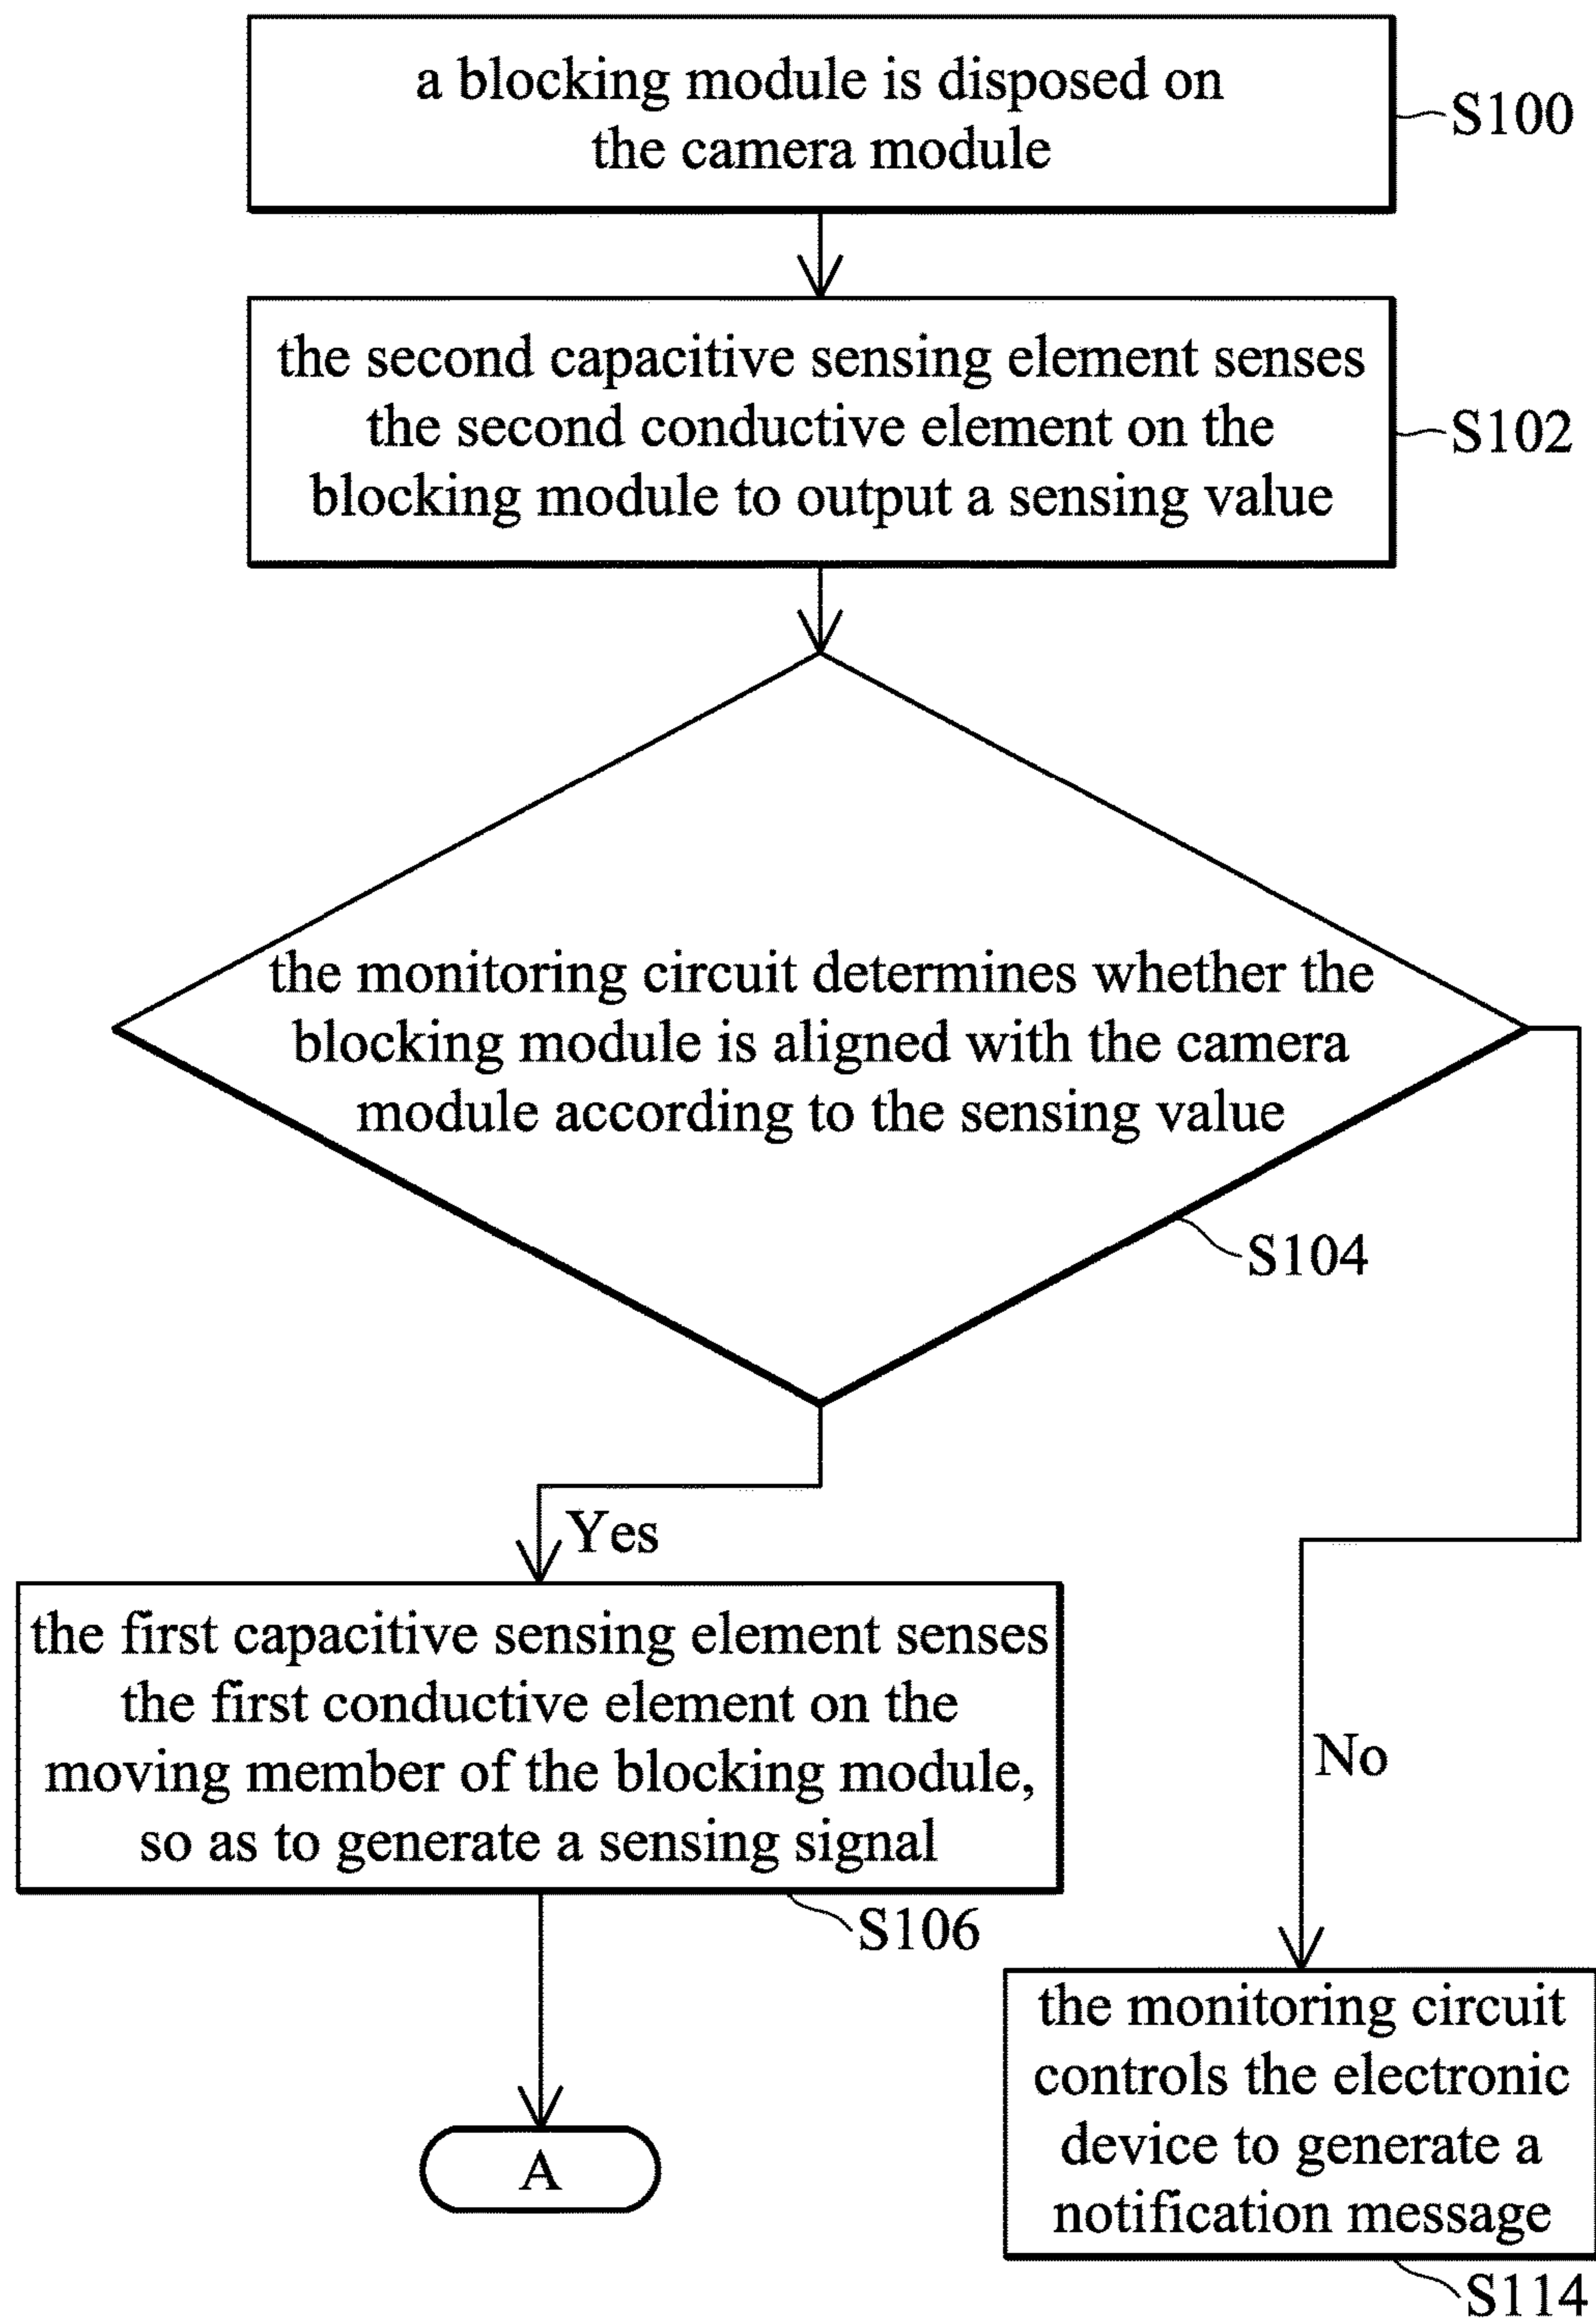 a blocking module is disposed on
the camera module
S100
the second capacitive sensing element senses
the second conductive element on the
blocking module to output a sensing value
S102
the monitoring circuit determines whether the
blocking module is aligned with the camera
module according to the sensing value
S104
Yes
the first capacitive sensing element senses
the first conductive element on the
moving member of the blocking module,
so as to generate a sensing signal
S106
A
No
the monitoring circuit
controls the electronic
device to generate a
notification message
S114